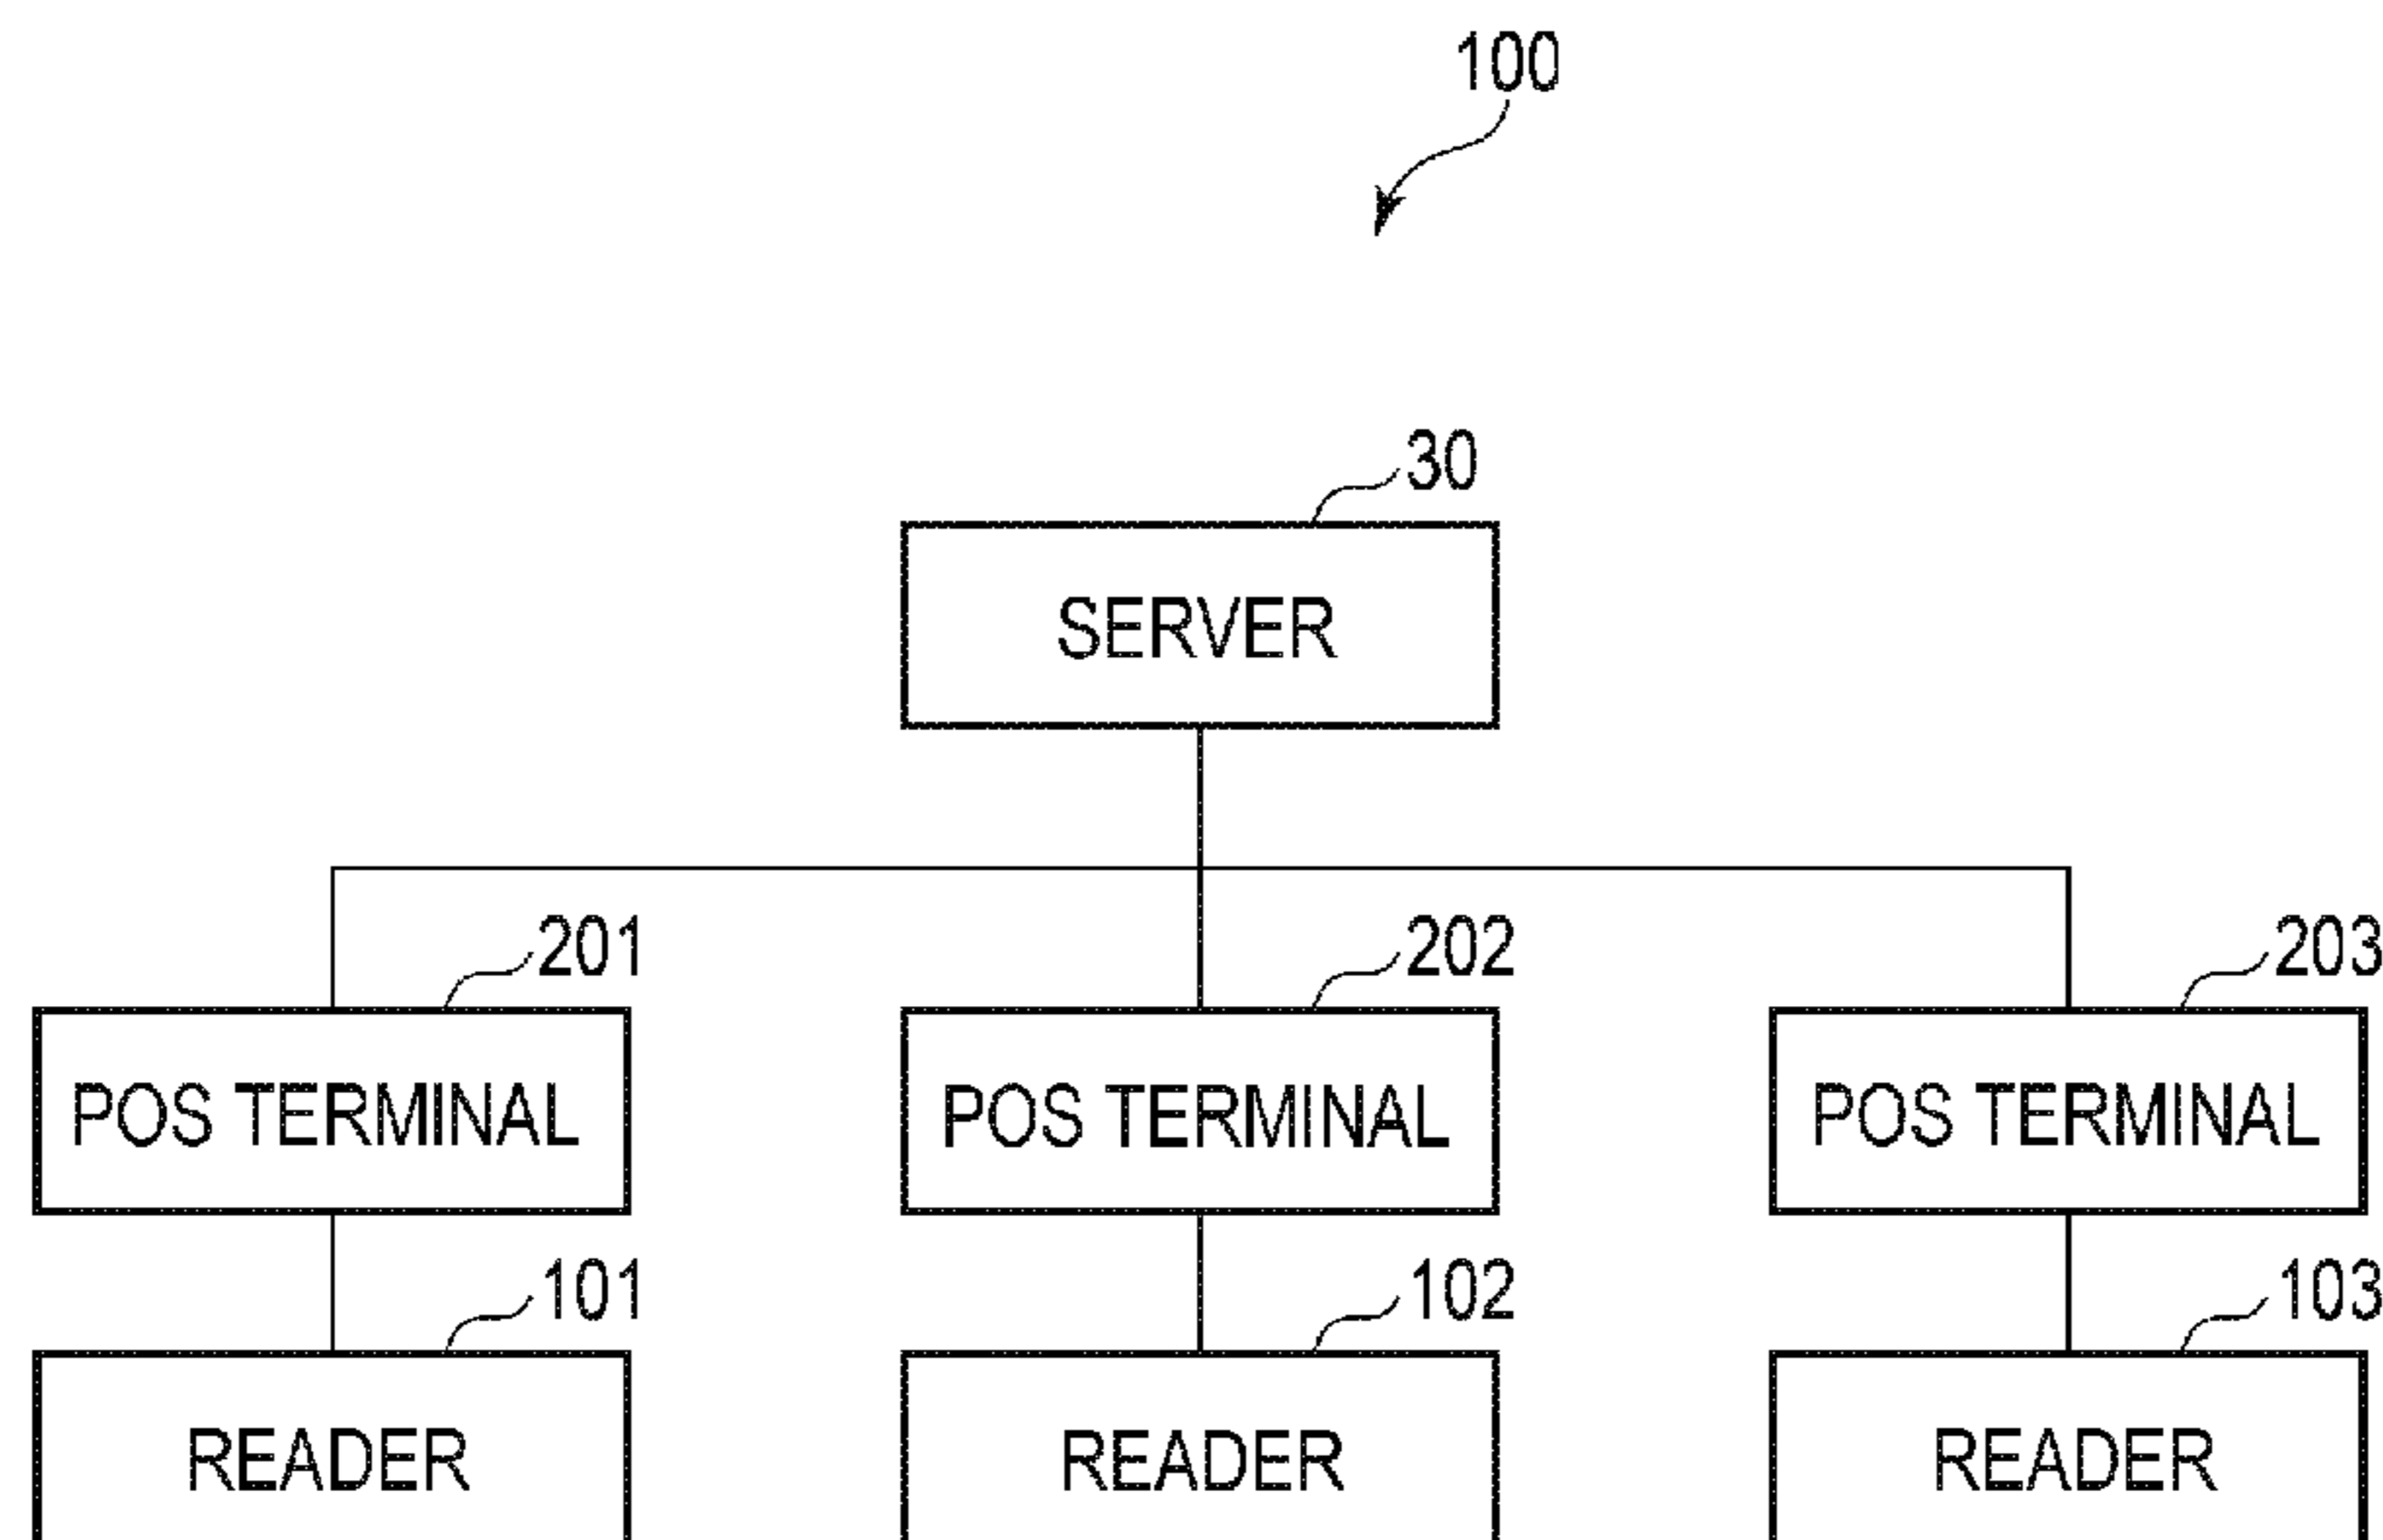 100
30
SERVER
201 202 203
POS TERMINAL POS TERMINAL POS TERMINAL
101 102 103
READER READER READER